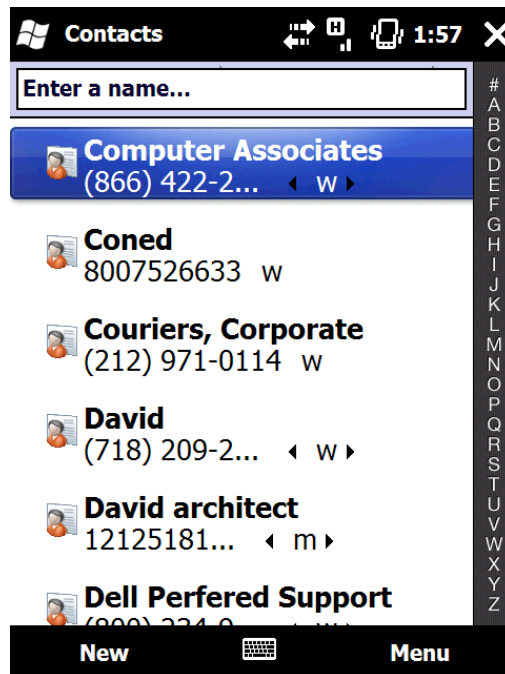 Contacts
H
1:57
Enter a name...
Computer Associates
(866) 422-2... w
Coned
8007526633 w
Couriers, Corporate
(212) 971-0114 w
David
(718) 209-2... w
David architect
12125181... m
Dell Perfered Support
#
A
B
C
D
E
F
G
H
I
J
K
L
M
N
O
P
Q
R
S
T
U
V
W
X
Y
Z
New
Menu